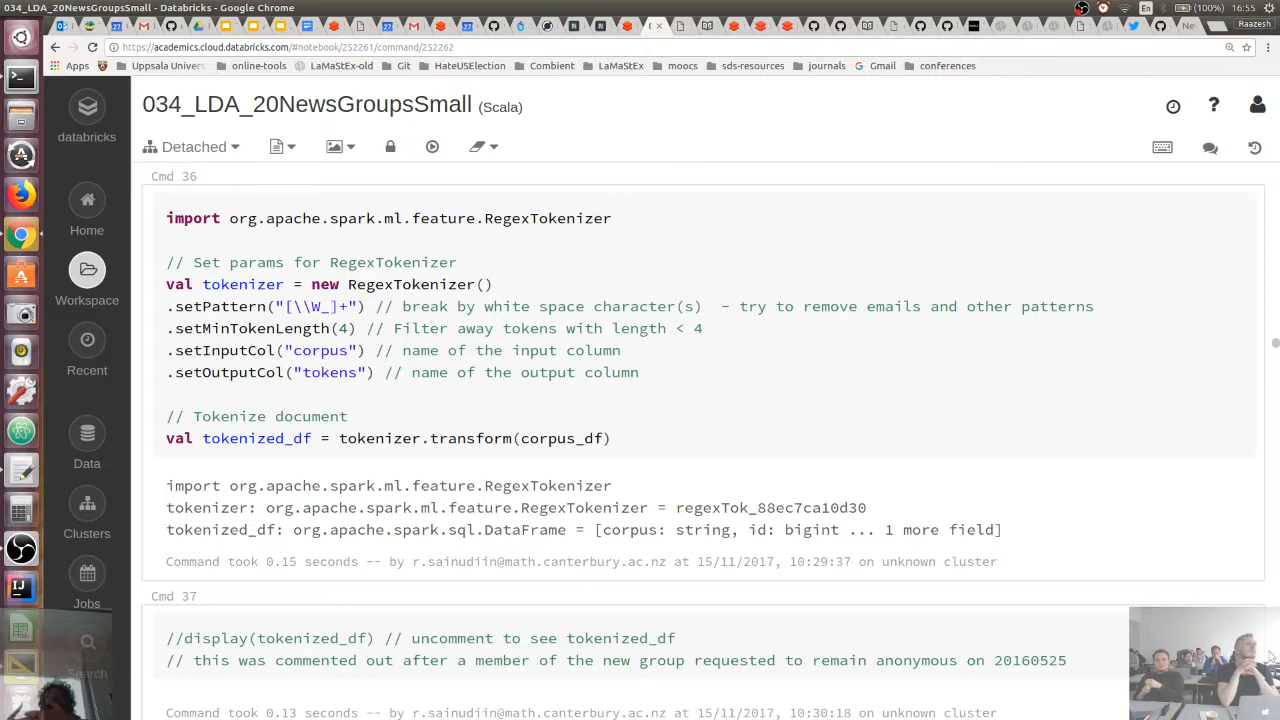 034_LDA_20NewsGroupsSmall - Databricks - Google Chrome
En (100%) 16:55
Ne Raazesh
https://academics.cloud.databricks.com/#notebook/252261/command/252262
Apps Uppsala Univers online-tools LaMaStEx-old Git HateUSElection Combient LaMaStEx moocs sds-resources journals Gmail conferences
databricks
Home
Workspace
Recent
Data
Clusters
Jobs
Search
034_LDA_20NewsGroupsSmall (Scala)
Detached
Cmd 36
import org.apache.spark.ml.feature.RegexTokenizer
// Set params for RegexTokenizer
val tokenizer = new RegexTokenizer()
.setPattern("[\\W_]+") // break by white space character(s) - try to remove emails and other patterns
.setMinTokenLength(4) // Filter away tokens with length < 4
.setInputCol("corpus") // name of the input column
.setOutputCol("tokens") // name of the output column
// Tokenize document
val tokenized_df = tokenizer.transform(corpus_df)
import org.apache.spark.ml.feature.RegexTokenizer
tokenizer: org.apache.spark.ml.feature.RegexTokenizer = regexTok_88ec7ca10d30
tokenized_df: org.apache.spark.sql.DataFrame = [corpus: string, id: bigint ... 1 more field]
Command took 0.15 seconds -- by r.sainudiin@math.canterbury.ac.nz at 15/11/2017, 10:29:37 on unknown cluster
Cmd 37
//display(tokenized_df) // uncomment to see tokenized_df
// this was commented out after a member of the new group requested to remain anonymous on 20160525
Command took 0.13 seconds -- by r.sainudiin@math.canterbury.ac.nz at 15/11/2017, 10:30:18 on unknown cluster